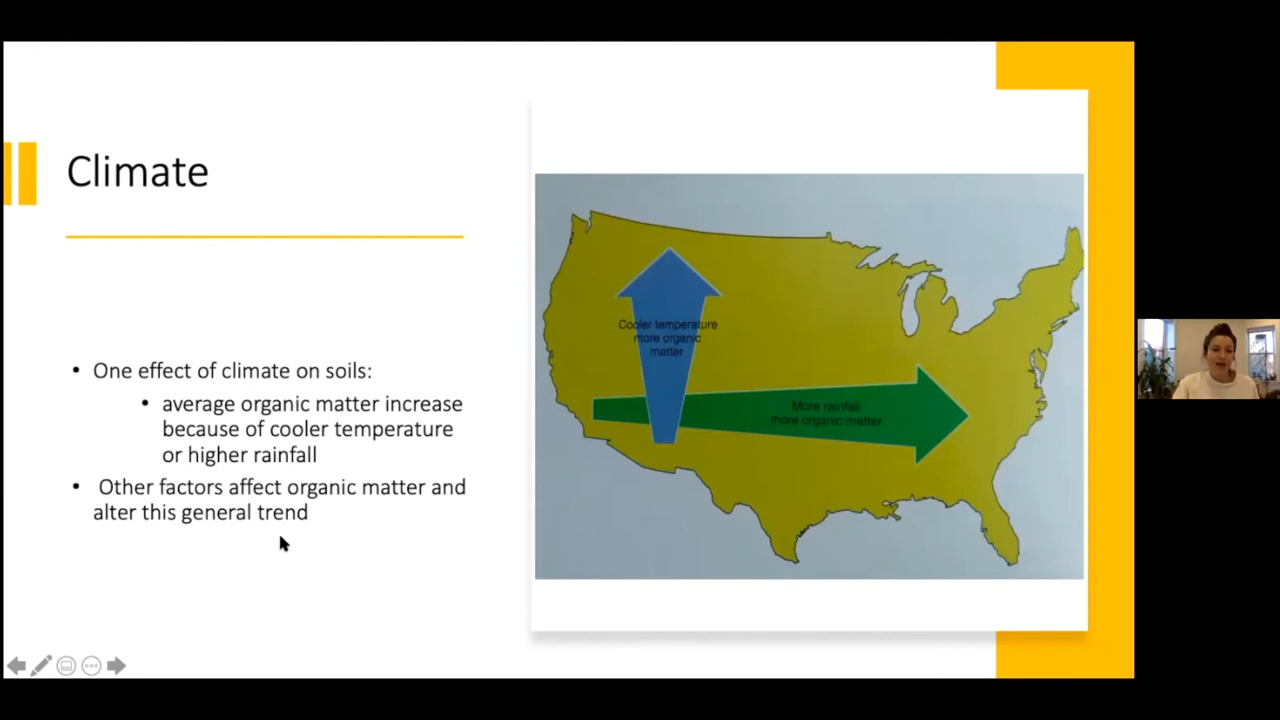 Climate
• One effect of climate on soils:
• average organic matter increase
because of cooler temperature
or higher rainfall
• Other factors affect organic matter and
alter this general trend
Cooler temperature
more organic
matter
More rainfall
more organic matter